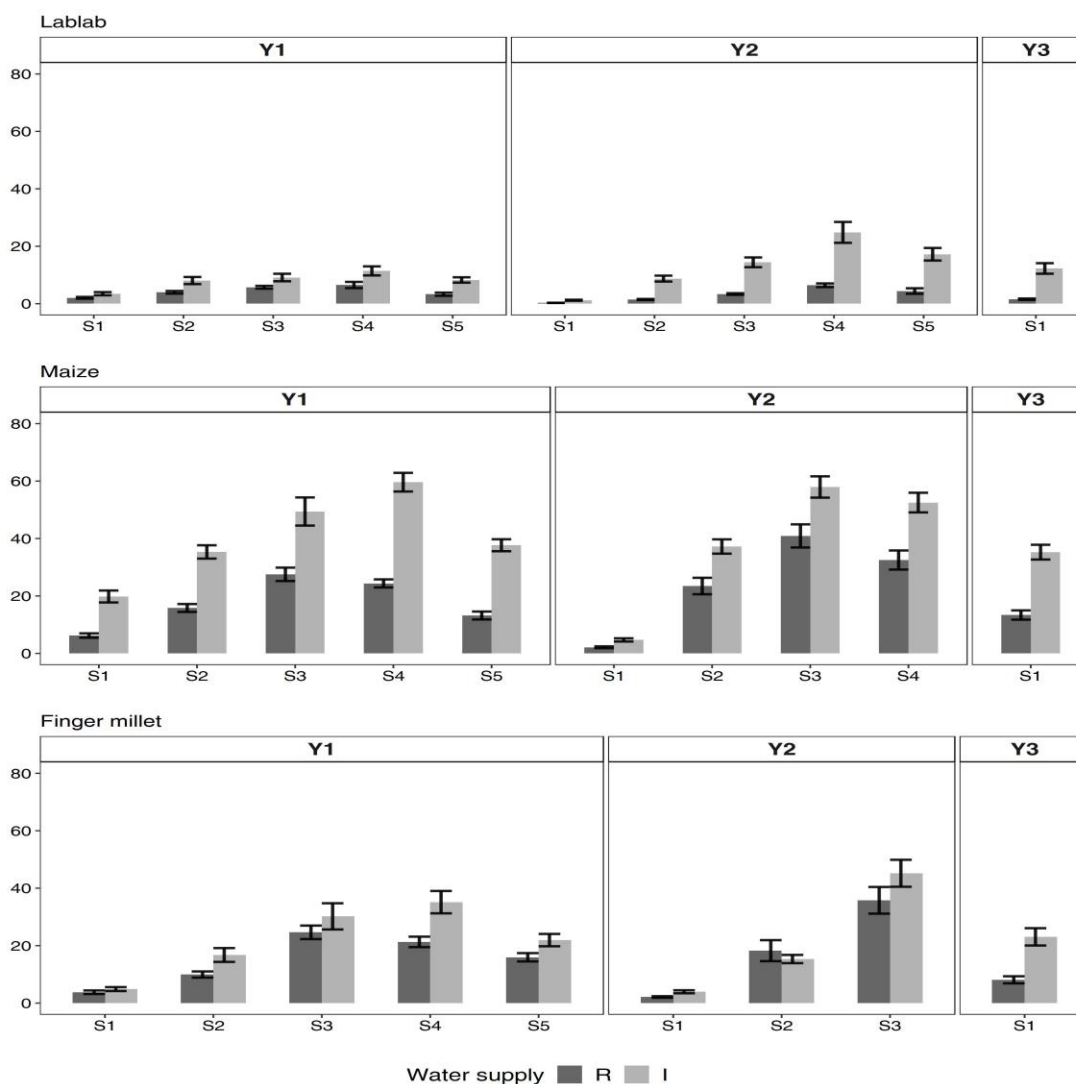 Lablab
Y1 Y2 Y3
80
60
40
20
0
S1 S2 S3 S4 S5 S1 S2 S3 S4 S5 S1
Maize
Y1 Y2 Y3
80
60
40
20
0
S1 S2 S3 S4 S5 S1 S2 S3 S4 S1
Finger millet
Y1 Y2 Y3
80
60
40
20
0
S1 S2 S3 S4 S5 S1 S2 S3 S1
Water supply R I